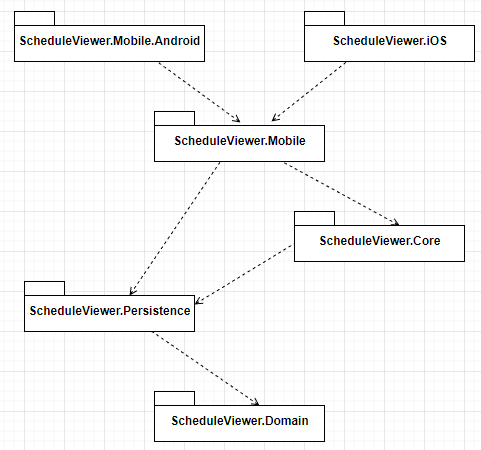 ScheduleViewer.Mobile.Android
ScheduleViewer.iOS
ScheduleViewer.Mobile
ScheduleViewer.Core
ScheduleViewer.Persistence
ScheduleViewer.Domain